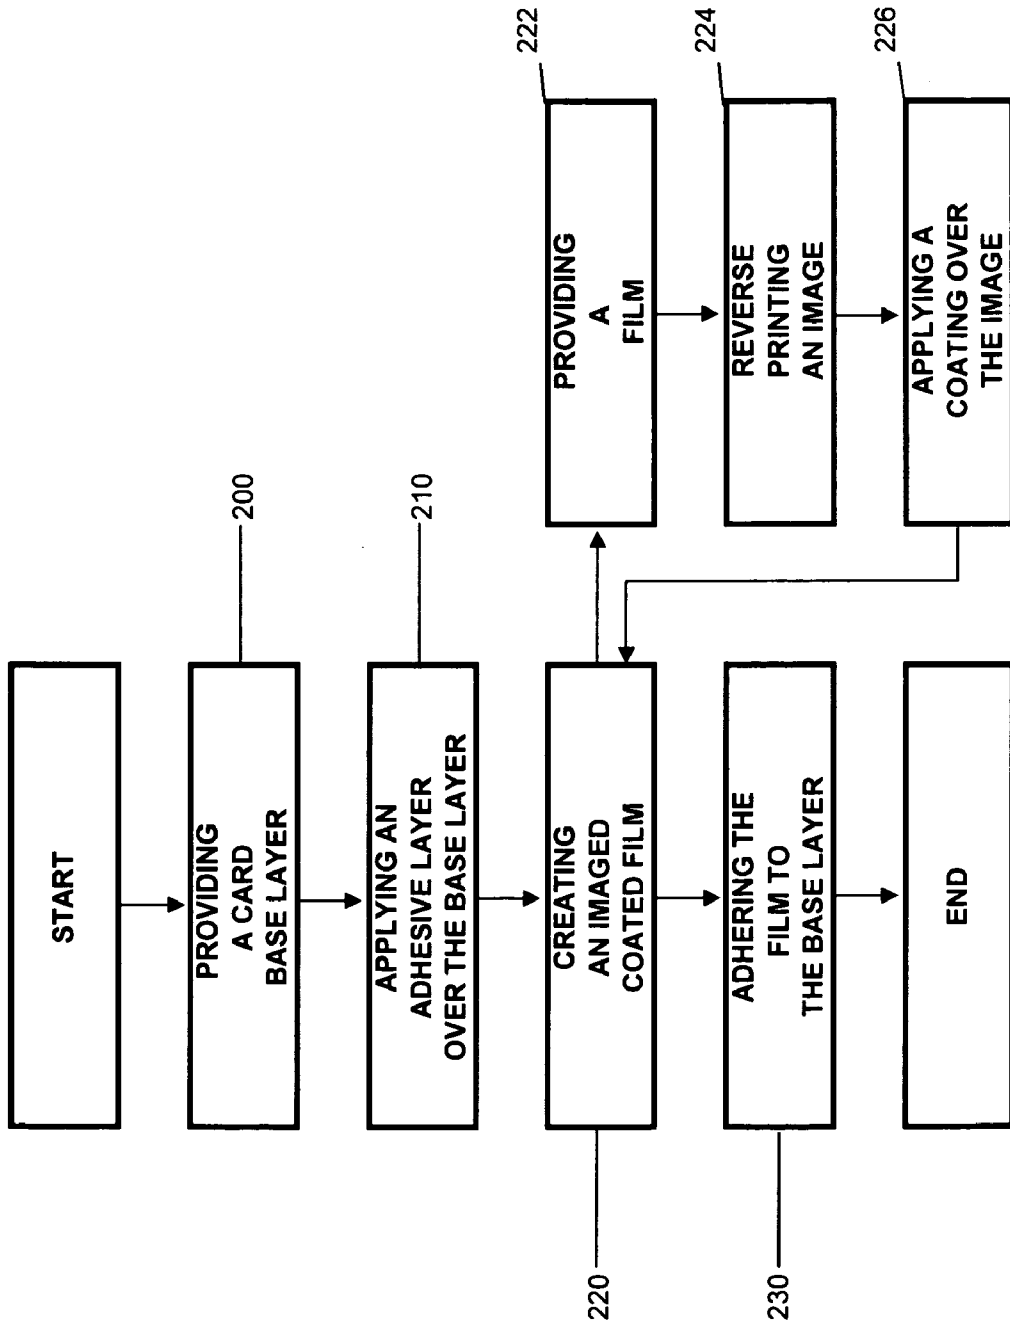 START
PROVIDING
A CARD
BASE LAYER
200
APPLYING AN
ADHESIVE LAYER
OVER THE BASE LAYER
210
CREATING
AN IMAGED
COATED FILM
220
PROVIDING
A
FILM
222
REVERSE
PRINTING
AN IMAGE
224
APPLYING A
COATING OVER
THE IMAGE
226
ADHERING THE
FILM TO
THE BASE LAYER
230
END